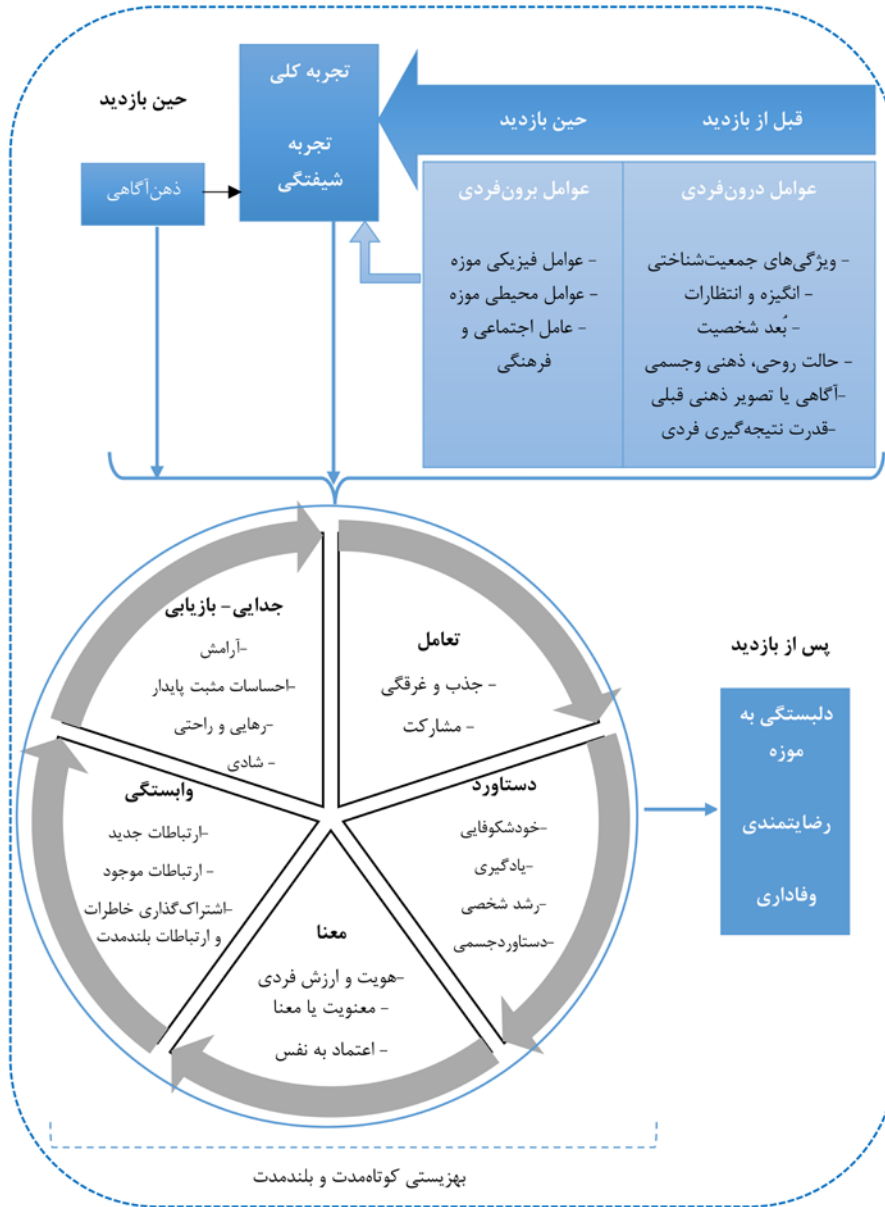 قبل از بازدید
حین بازدید
تجربه کلی
تجربه
شیفتگی
حین بازدید
ذهن‌آگاهی
عوامل درون‌فردی
- ویژگی‌های جمعیت‌شناختی
- انگیزه و انتظارات
- بُعد شخصیت
- حالت روحی، ذهنی وجسمی
-آگاهی یا تصویر ذهنی قبلی
-قدرت نتیجه‌گیری فردی
عوامل برون‌فردی
- عوامل فیزیکی موزه
- عوامل محیطی موزه
- عامل اجتماعی و
فرهنگی
تعامل
- جذب و غرقگی
- مشارکت
دستاورد
-خودشکوفایی
-یادگیری
- رشد شخصی
-دستاوردجسمی
معنا
-هویت و ارزش فردی
- معنویت یا معنا
- اعتماد به نفس
وابستگی
-ارتباطات جدید
- ارتباطات موجود
-اشتراک‌گذاری خاطرات
و ارتباطات بلندمدت
جدایی- بازیابی
-آرامش
-احساسات مثبت پایدار
-رهایی و راحتی
- شادی
پس از بازدید
دلبستگی به
موزه
رضایتمندی
وفاداری
بهزیستی کوتاه‌مدت و بلندمدت